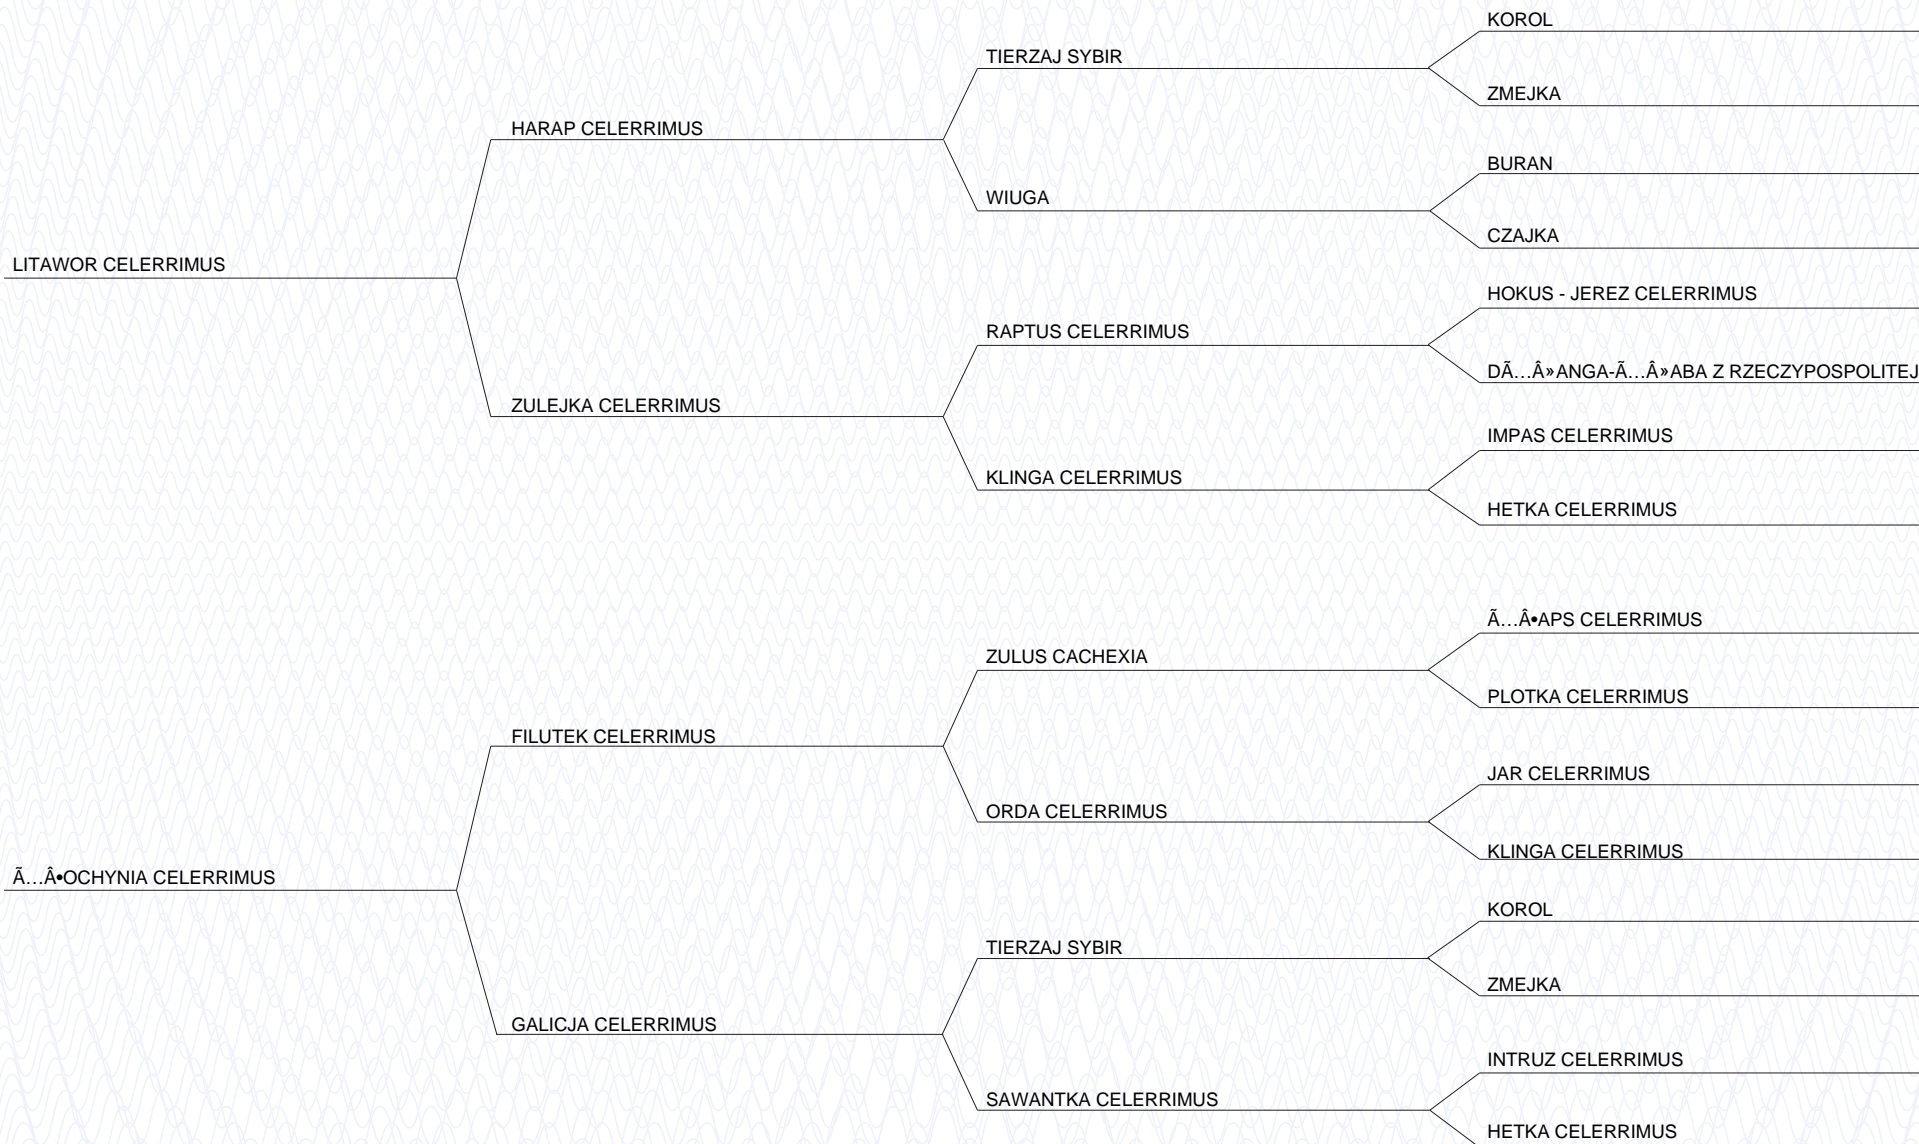 KOROL
TIERZAJ SYBIR
ZMEJKA
HARAP CELERRIMUS
BURAN
WIUGA
CZAJKA
LITAWOR CELERRIMUS
HOKUS - JEREZ CELERRIMUS
RAPTUS CELERRIMUS
DÃ…Â»ANGA-Ã…Â»ABA Z RZECZYPOSPOLITEJ
ZULEJKA CELERRIMUS
IMPAS CELERRIMUS
KLINGA CELERRIMUS
HETKA CELERRIMUS
Ã…Â•APS CELERRIMUS
ZULUS CACHEXIA
PLOTKA CELERRIMUS
FILUTEK CELERRIMUS
JAR CELERRIMUS
ORDA CELERRIMUS
KLINGA CELERRIMUS
Ã…Â•OCHYNIA CELERRIMUS
KOROL
TIERZAJ SYBIR
ZMEJKA
GALICJA CELERRIMUS
INTRUZ CELERRIMUS
SAWANTKA CELERRIMUS
HETKA CELERRIMUS